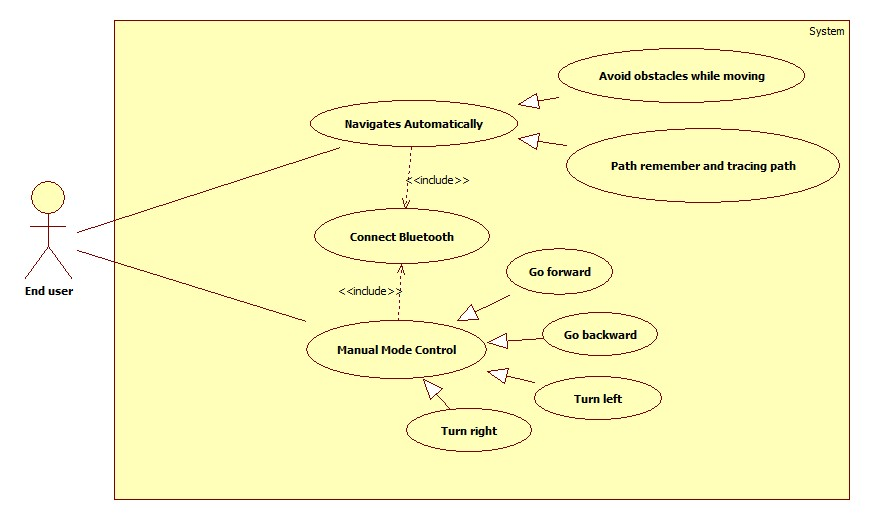 System
Avoid obstacles while moving
Navigates Automatically
Path remember and tracing path
<<include>>
Connect Bluetooth
Go forward
<<include>>
End user
Go backward
Manual Mode Control
Turn left
Turn right